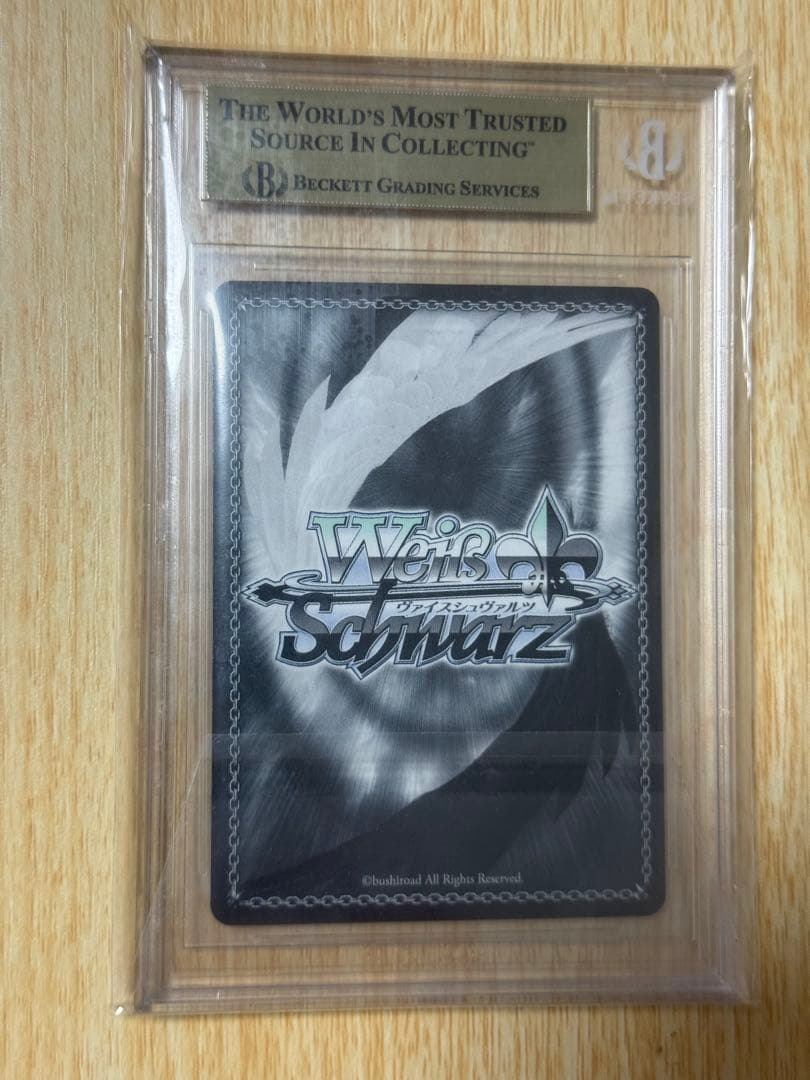 THE WORLD'S MOST TRUSTED
SOURCE IN COLLECTING™
B BECKETT GRADING SERVICES
B
Weiß
ヴァイスシュヴァルツ
Schwarz
©bushiroad All Rights Reserved.